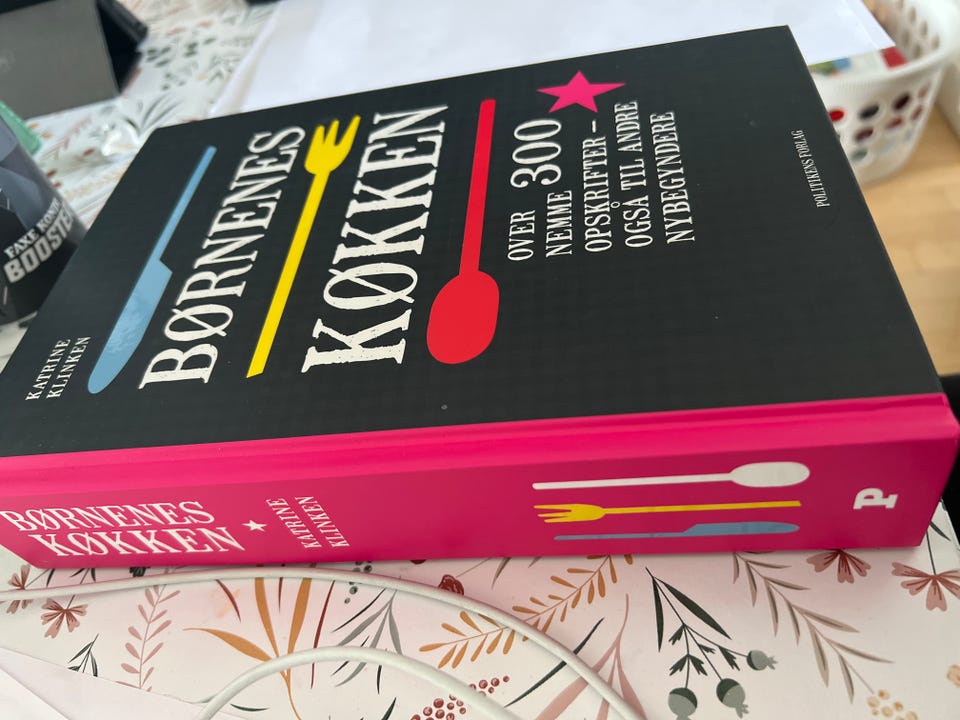 KATRINE
KLINKEN
BØRNENES
KØKKEN
OVER 300
NEMME
OPSKRIFTER –
OGSÅ TIL ANDRE
NYBEGYNDERE
POLITIKENS FORLAG
BØRNENES
KØKKEN
KATRINE
KLINKEN
P
FAXE KONDI
BOOSTER